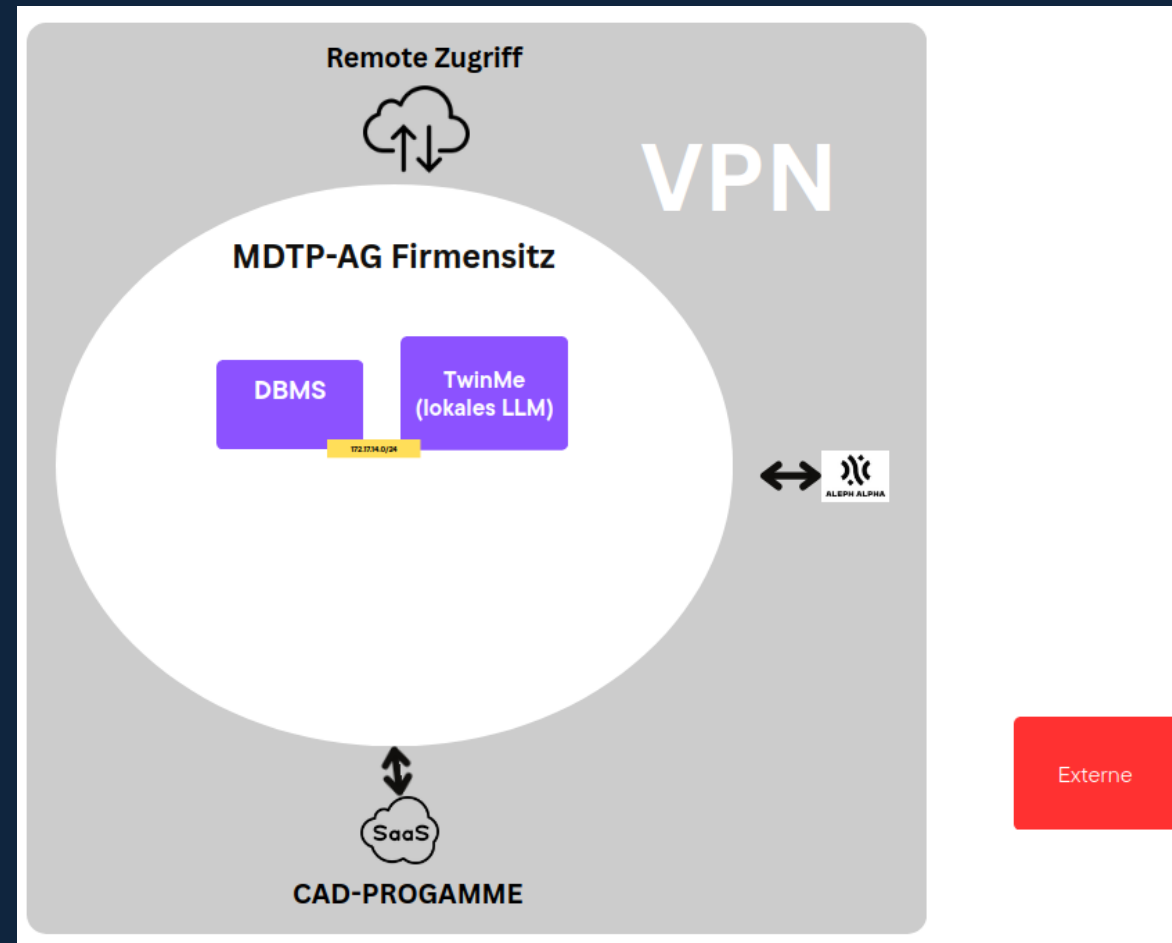 Remote Zugriff
VPN
MDTP-AG Firmensitz
DBMS
TwinMe
(lokales LLM)
172.17.14.0/24
ALEPH ALPHA
Externe
SaaS
CAD-PROGAMME